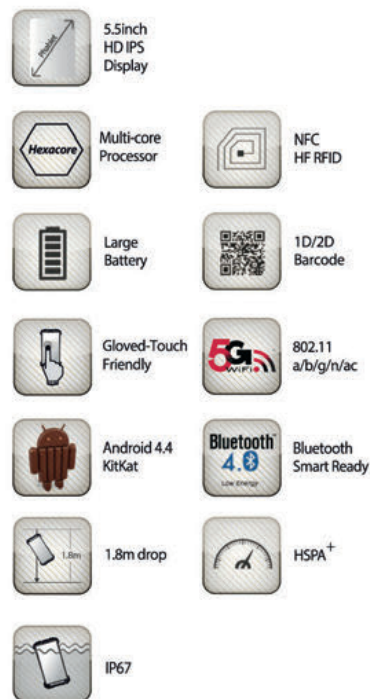 Phablet
5.5inch
HD IPS
Display
Hexacore
Multi-core
Processor
NFC
HF RFID
Large
Battery
1D/2D
Barcode
Gloved-Touch
Friendly
5G
WiFi
802.11
a/b/g/n/ac
Android 4.4
KitKat
Bluetooth™
4.0
Low Energy
Bluetooth
Smart Ready
1.8m
1.8m drop
HSPA+
IP67